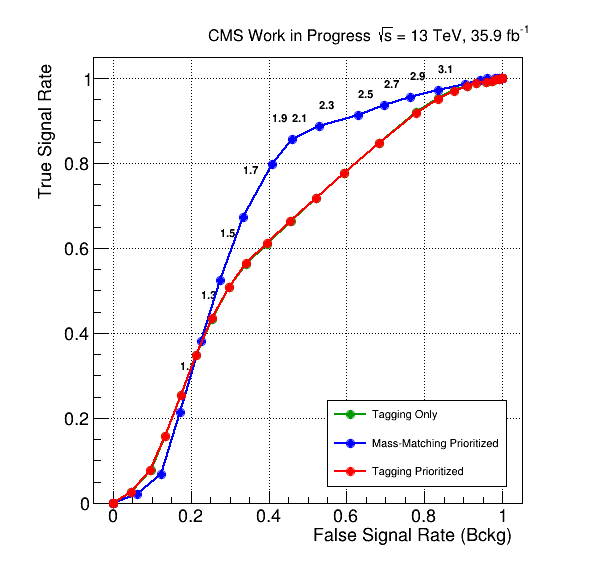 CMS Work in Progress √s = 13 TeV, 35.9 fb⁻¹
True Signal Rate
1
0.8
0.6
0.4
0.2
0
3.1
2.9
2.7
2.5
2.3
1.9 2.1
1.7
1.5
1.3
Tagging Only
Mass-Matching Prioritized
Tagging Prioritized
0 0.2 0.4 0.6 0.8 1
False Signal Rate (Bckg)